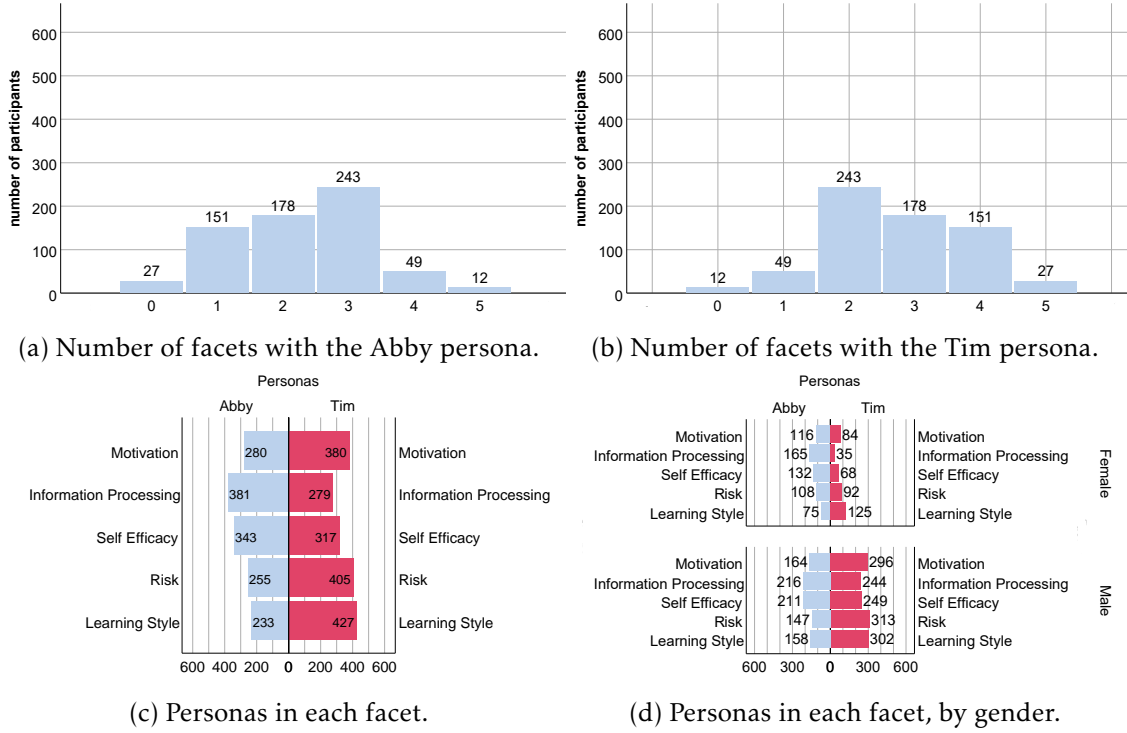 600
500
400
300
200
100
0
number of participants
27
151
178
243
49
12
0 1 2 3 4 5
(a) Number of facets with the Abby persona.
600
500
400
300
200
100
0
number of participants
12
49
243
178
151
27
0 1 2 3 4 5
(b) Number of facets with the Tim persona.
Personas
Abby Tim
Motivation 280 380 Motivation
Information Processing 381 279 Information Processing
Self Efficacy 343 317 Self Efficacy
Risk 255 405 Risk
Learning Style 233 427 Learning Style
600 400 200 0 0 200 400 600
(c) Personas in each facet.
Personas
Abby Tim
Motivation 116 84 Motivation
Information Processing 165 35 Information Processing
Self Efficacy 132 68 Self Efficacy
Risk 108 92 Risk
Learning Style 75 125 Learning Style
Female
Motivation 164 296 Motivation
Information Processing 216 244 Information Processing
Self Efficacy 211 249 Self Efficacy
Risk 147 313 Risk
Learning Style 158 302 Learning Style
Male
600 300 0 0 300 600
(d) Personas in each facet, by gender.